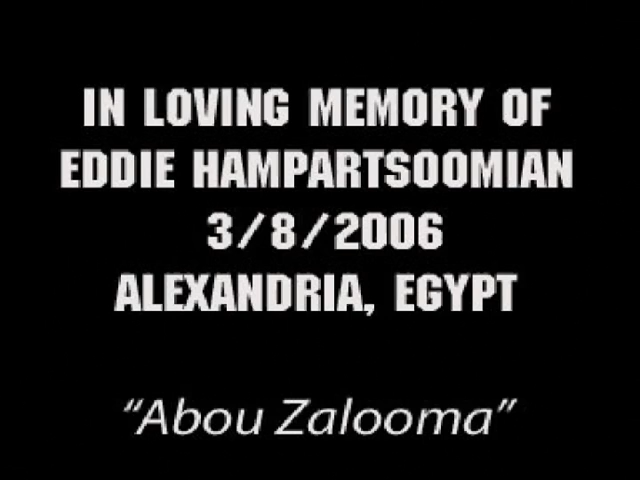 IN LOVING MEMORY OF
EDDIE HAMPARTSOOMIAN
3/8/2006
ALEXANDRIA, EGYPT
"Abou Zalooma"